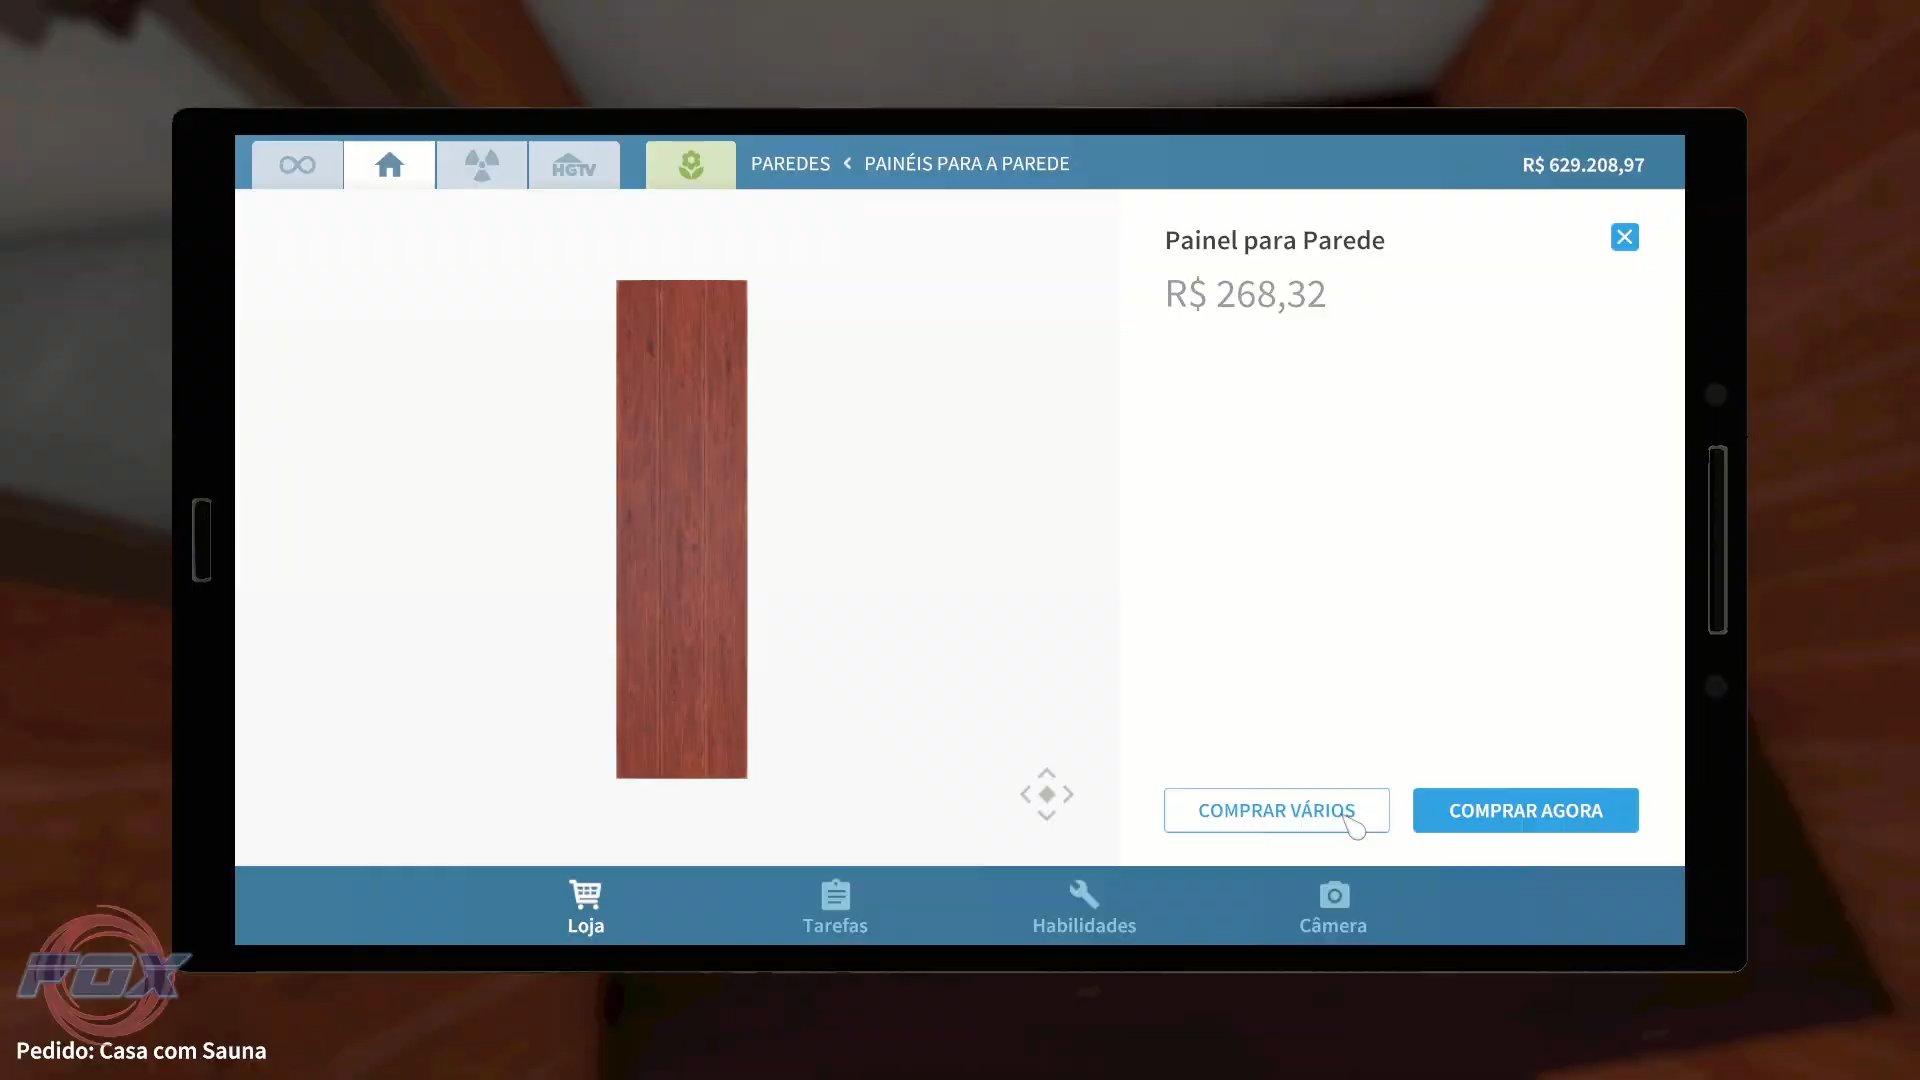 HGTV
PAREDES < PAINÉIS PARA A PAREDE
R$ 629.208,97
Painel para Parede
R$ 268,32
COMPRAR VÁRIOS
COMPRAR AGORA
Loja
Tarefas
Habilidades
Câmera
FOX
Pedido: Casa com Sauna